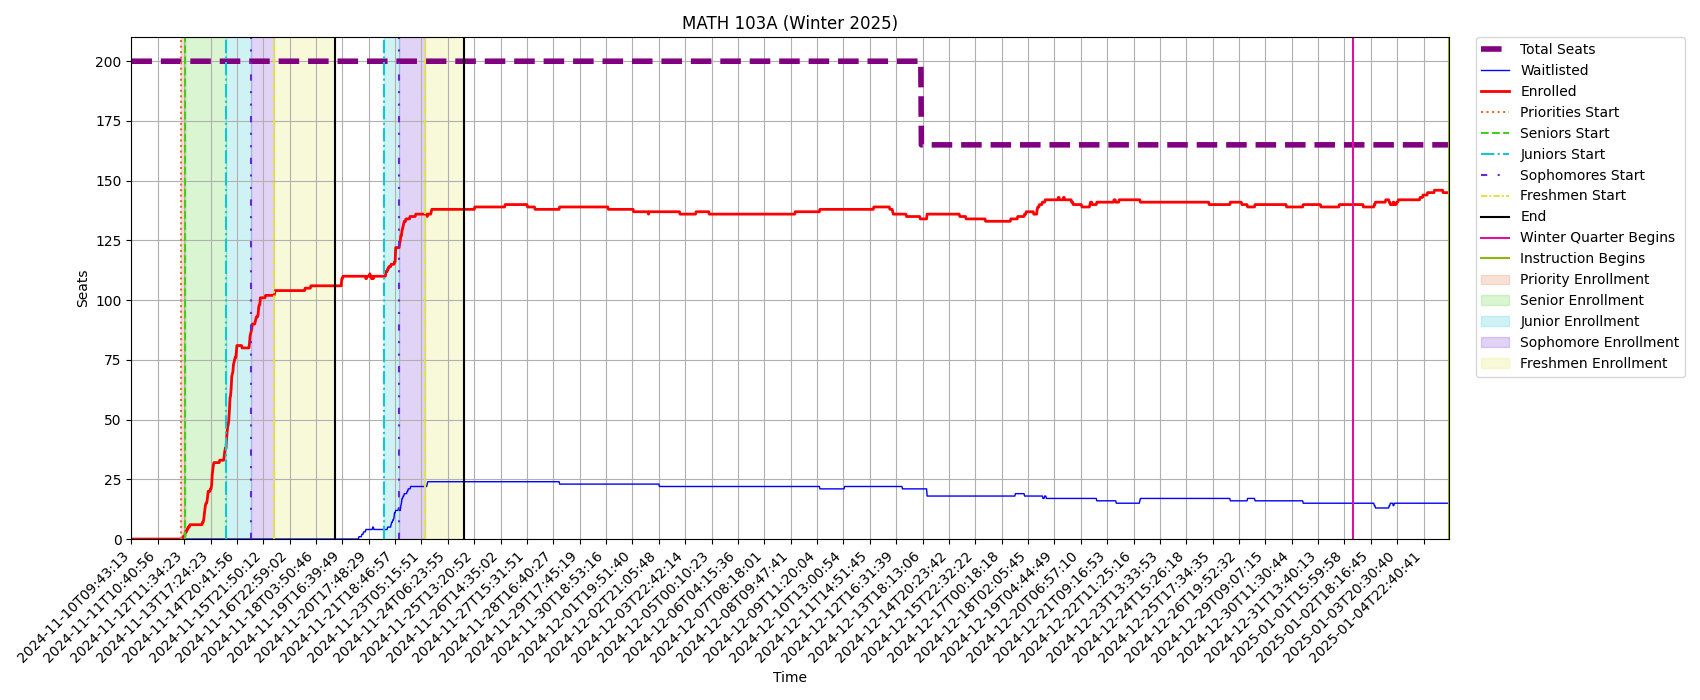 MATH 103A (Winter 2025)
Seats
200
175
150
125
100
75
50
25
0
2024-11-10T09:43:13
2024-11-11T10:40:56
2024-11-12T11:34:23
2024-11-13T17:24:23
2024-11-14T20:41:56
2024-11-15T21:50:12
2024-11-16T22:59:02
2024-11-18T03:50:46
2024-11-19T16:39:49
2024-11-20T17:48:29
2024-11-21T18:46:57
2024-11-23T05:15:51
2024-11-24T06:23:55
2024-11-25T13:20:52
2024-11-26T14:35:02
2024-11-27T15:31:51
2024-11-28T16:40:27
2024-11-29T17:45:19
2024-11-30T18:53:16
2024-12-01T19:51:40
2024-12-02T21:05:48
2024-12-03T22:42:14
2024-12-05T00:10:23
2024-12-06T04:15:36
2024-12-07T08:18:01
2024-12-08T09:47:41
2024-12-09T11:20:04
2024-12-10T13:00:54
2024-12-11T14:51:45
2024-12-12T16:31:39
2024-12-13T18:13:06
2024-12-14T20:23:42
2024-12-15T22:32:22
2024-12-17T00:18:18
2024-12-18T02:05:45
2024-12-19T04:44:49
2024-12-20T06:57:10
2024-12-21T09:16:53
2024-12-22T11:25:16
2024-12-23T13:33:53
2024-12-24T15:26:18
2024-12-25T17:34:35
2024-12-26T19:52:32
2024-12-29T09:07:15
2024-12-30T11:30:44
2024-12-31T13:40:13
2025-01-01T15:59:58
2025-01-02T18:16:45
2025-01-03T20:30:40
2025-01-04T22:40:41
Time
Total Seats
Waitlisted
Enrolled
Priorities Start
Seniors Start
Juniors Start
Sophomores Start
Freshmen Start
End
Winter Quarter Begins
Instruction Begins
Priority Enrollment
Senior Enrollment
Junior Enrollment
Sophomore Enrollment
Freshmen Enrollment